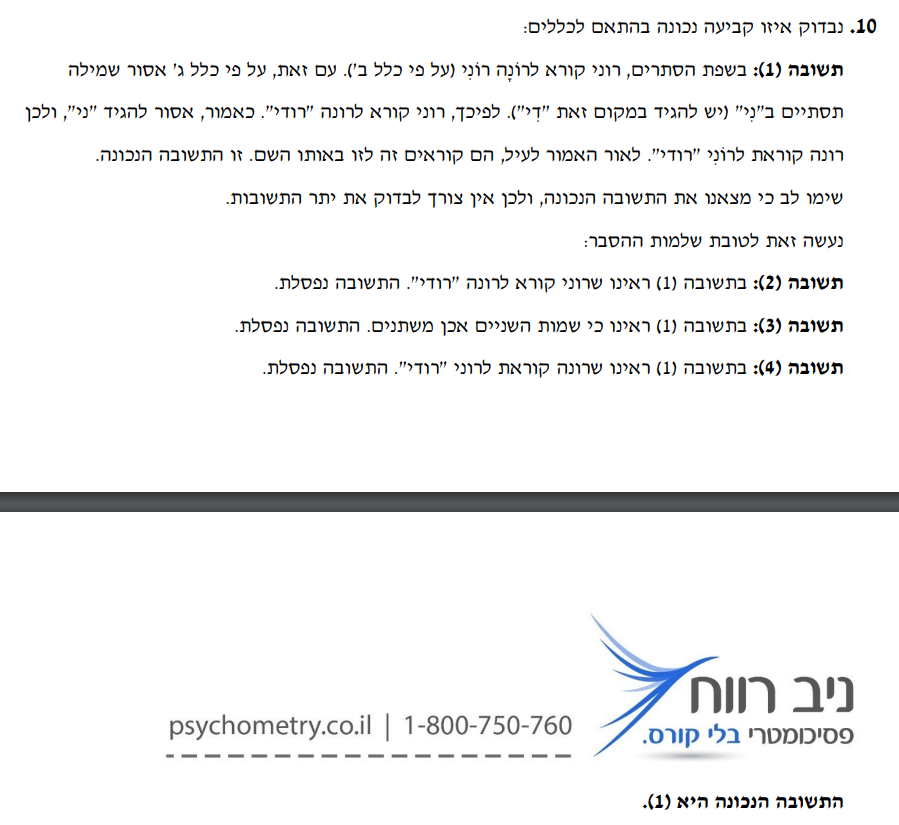 10. נבדוק איזו קביעה נכונה בהתאם לכללים:
תשובה (1): בשפת הסתרים, רוני קורא לרוֹנָה רוֹנִי (על פי כלל ב'). עם זאת, על פי כלל ג' אסור שמילה
תסתיים ב"נִי" (יש להגיד במקום זאת "דִי"). לפיכך, רוני קורא לרונה "רודי". כאמור, אסור להגיד "ני", ולכן
רונה קוראת לרוֹנִי "רודי". לאור האמור לעיל, הם קוראים זה לזו באותו השם. זו התשובה הנכונה.
שימו לב כי מצאנו את התשובה הנכונה, ולכן אין צורך לבדוק את יתר התשובות.
נעשה זאת לטובת שלמות ההסבר:
תשובה (2): בתשובה (1) ראינו שרוני קורא לרונה "רודי". התשובה נפסלת.
תשובה (3): בתשובה (1) ראינו כי שמות השניים אכן משתנים. התשובה נפסלת.
תשובה (4): בתשובה (1) ראינו שרונה קוראת לרוני "רודי". התשובה נפסלת.
ניב רווח
פסיכומטרי בלי קורס.
psychometry.co.il | 1-800-750-760
התשובה הנכונה היא (1).